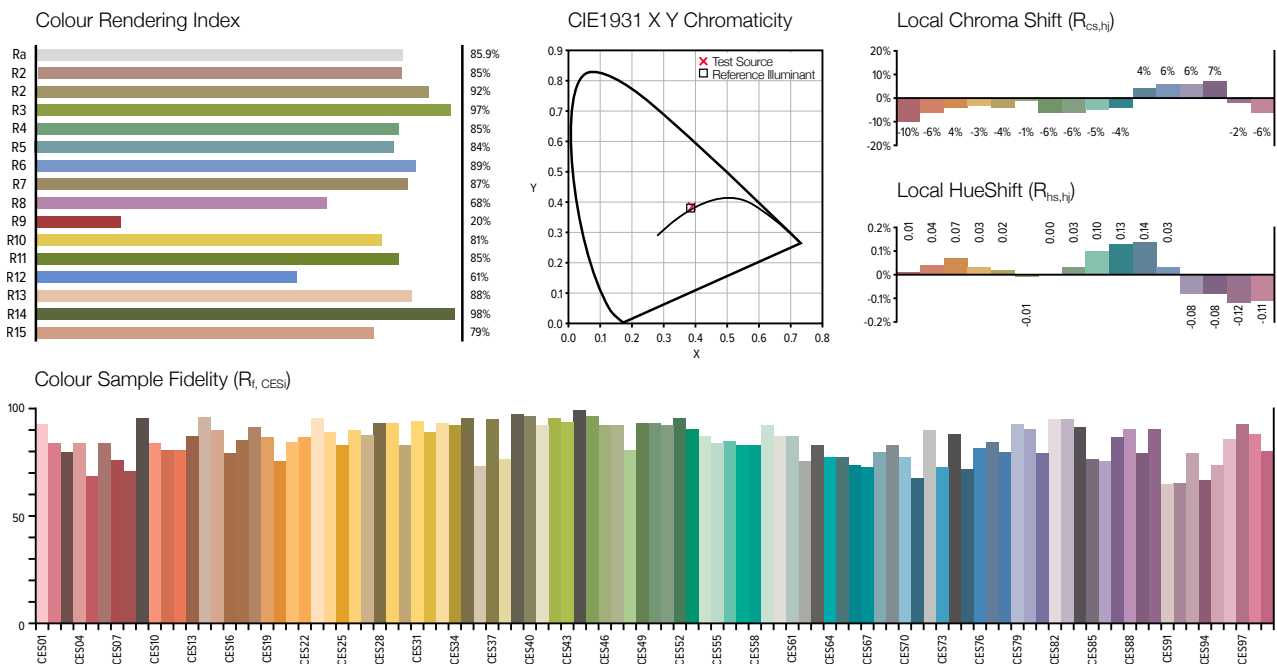 Colour Rendering Index
Ra 85.9%
R2 85%
R2 92%
R3 97%
R4 85%
R5 84%
R6 89%
R7 87%
R8 68%
R9 20%
R10 81%
R11 85%
R12 61%
R13 88%
R14 98%
R15 79%
CIE1931 X Y Chromaticity
Test Source
Reference Illuminant
0.9
0.8
0.7
0.6
0.5
Y
0.4
0.3
0.2
0.1
0.0
0.0 0.1 0.2 0.3 0.4 0.5 0.6 0.7 0.8
X
Local Chroma Shift (Rcs,hj)
20%
10%
0%
-10%
-20%
4% 6% 6% 7%
-10% -6% 4% -3% -4% -1% -6% -6% -5% -4% -2% -6%
Local HueShift (Rhs,hj)
0.2%
0.1%
0%
-0.1%
-0.2%
0.01 0.04 0.07 0.03 0.02 0.00 0.03 0.10 0.13 0.14 0.03
-0.01 -0.08 -0.08 -0.12 -0.11
Colour Sample Fidelity (Rf, CESi)
100
50
0
CES01 CES04 CES07 CES10 CES13 CES16 CES19 CES22 CES25 CES28 CES31 CES34 CES37 CES40 CES43 CES46 CES49 CES52 CES55 CES58 CES61 CES64 CES67 CES70 CES73 CES76 CES79 CES82 CES85 CES88 CES91 CES94 CES97